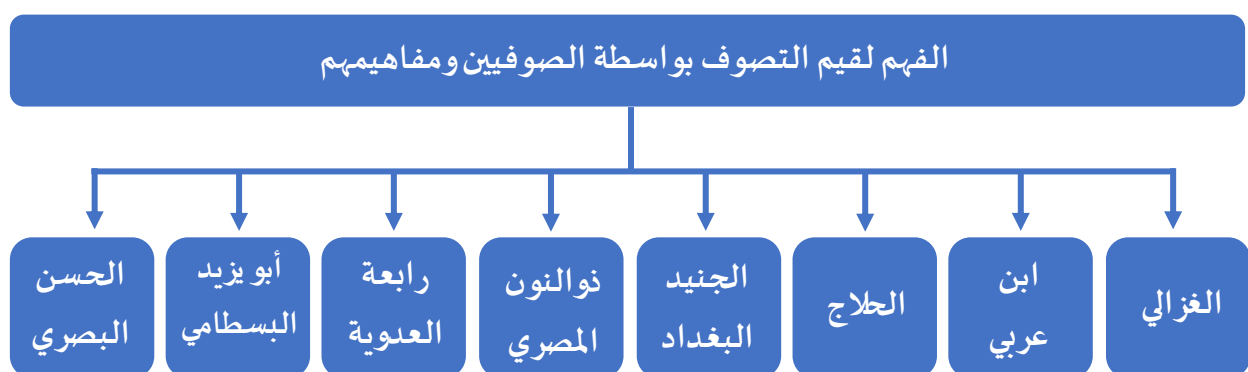 الفهم لقيم التصوف بواسطة الصوفيين ومفاهيمهم
الغزالي
ابن
عربي
الحلاج
الجنيد
البغداد
ذوالنون
المصري
رابعة
العدوية
أبو يزيد
البسطامي
الحسن
البصري